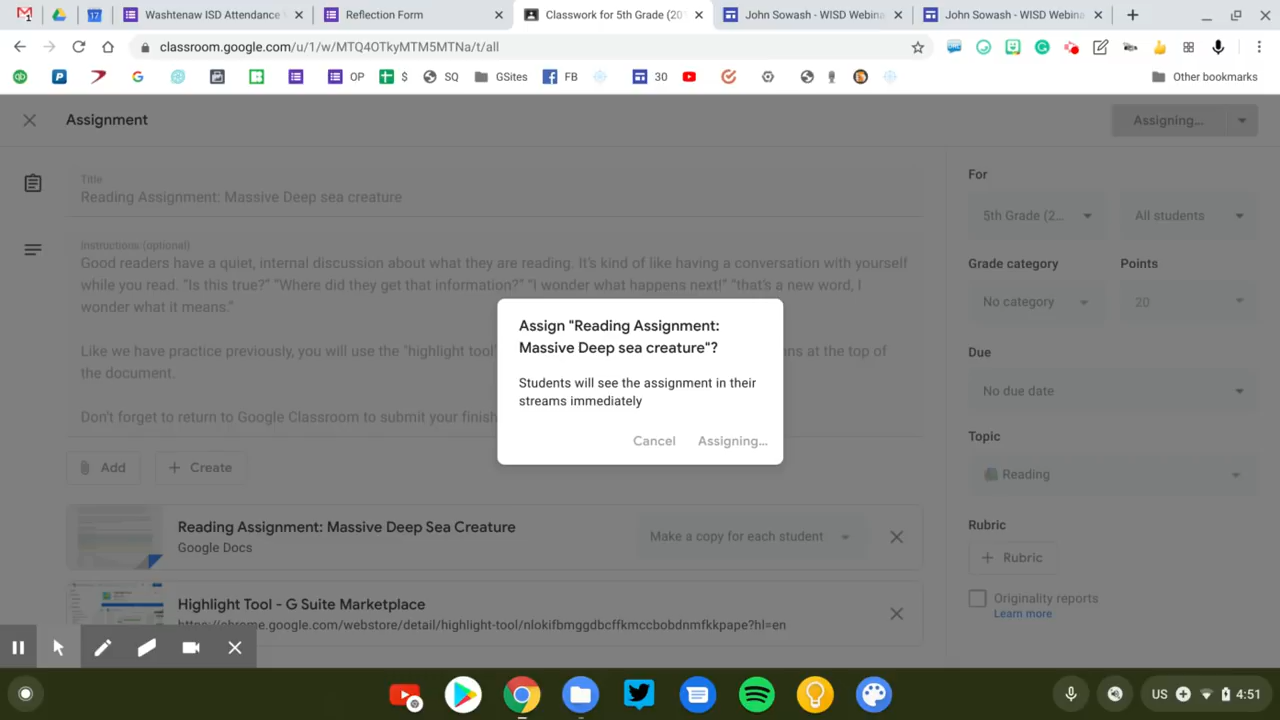 Washtenaw ISD Attendance
Reflection Form
Classwork for 5th Grade (20
John Sowash - WISD Webina
John Sowash - WISD Webina
classroom.google.com/u/1/w/MTQ4OTkyMTM5MTNa/t/all
OP
$
SQ
GSites
FB
30
Other bookmarks
Assignment
Assigning...
Title
Reading Assignment: Massive Deep sea creature
Instructions (optional)
Good readers have a quiet, internal discussion about what they are reading. It's kind of like having a conversation with yourself
while you read. "Is this true?" "Where did they get that information?" "I wonder what happens next!" "that's a new word, I
wonder what it means."
Like we have practice previously, you will use the "highlight tool"
ns at the top of
the document.
Don't forget to return to Google Classroom to submit your finish
Assign "Reading Assignment:
Massive Deep sea creature"?
Students will see the assignment in their
streams immediately
Cancel
Assigning...
Add
Create
Reading Assignment: Massive Deep Sea Creature
Google Docs
Make a copy for each student
Highlight Tool - G Suite Marketplace
https://chrome.google.com/webstore/detail/highlight-tool/nlokifbmggdbcffkmccbobdnmfkkpape?hl=en
For
5th Grade (2...
All students
Grade category
Points
No category
20
Due
No due date
Topic
Reading
Rubric
Rubric
Originality reports
Learn more
US
4:51